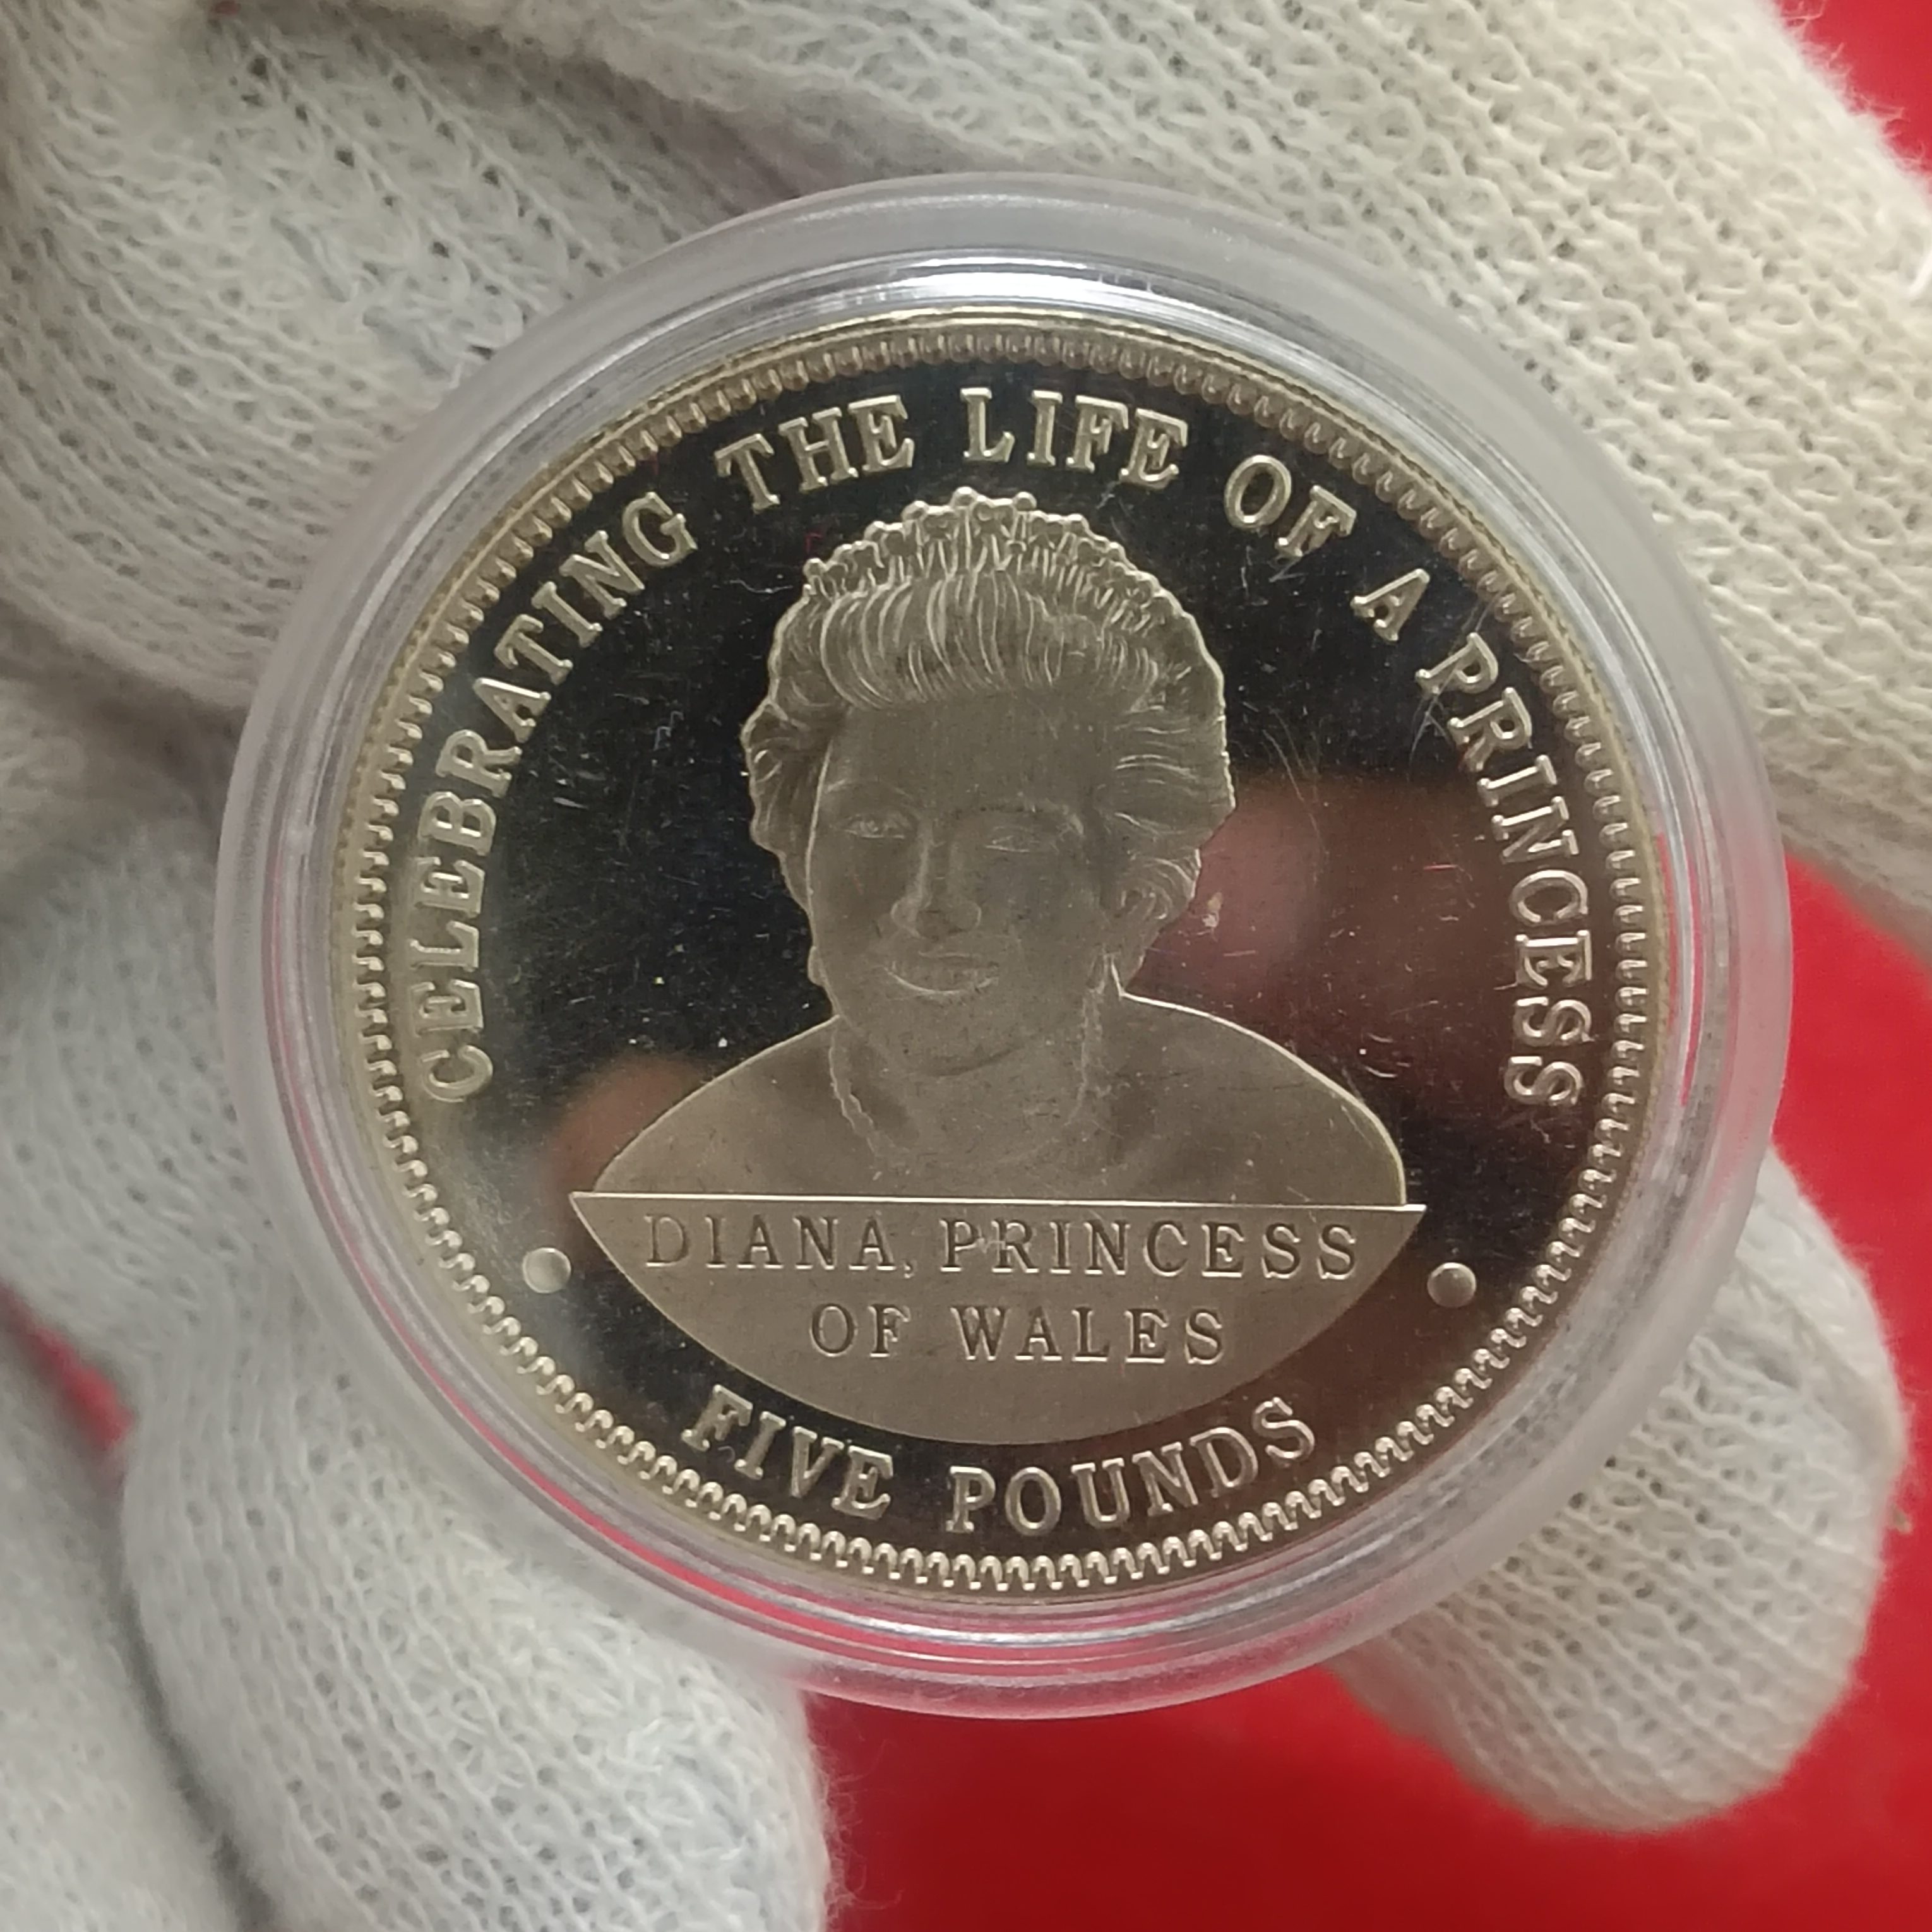 CELEBRATING THE LIFE OF A PRINCESS
DIANA, PRINCESS
OF WALES
FIVE POUNDS